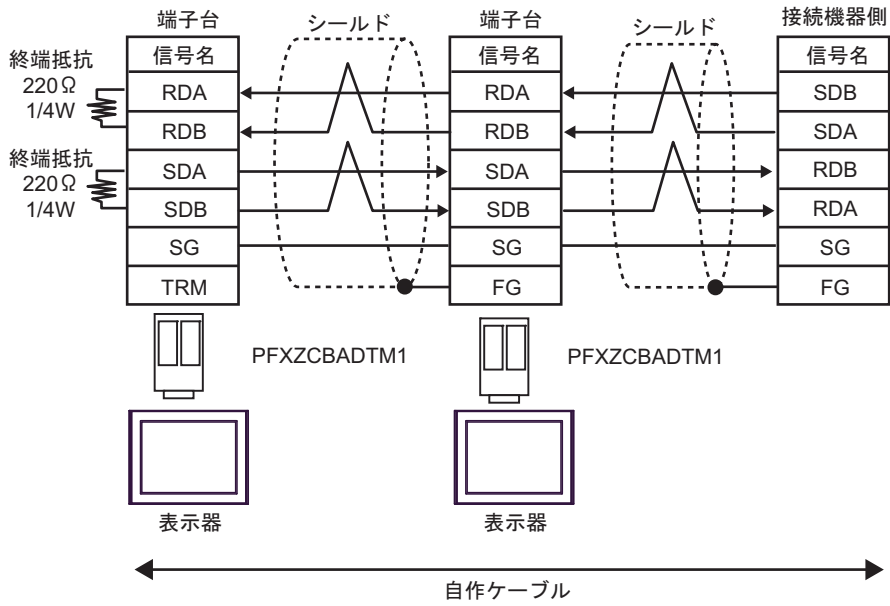 端子台
シールド
端子台
シールド
接続機器側
終端抵抗
220Ω
1/4W
終端抵抗
220Ω
1/4W
信号名
RDA
RDB
SDA
SDB
SG
TRM
信号名
RDA
RDB
SDA
SDB
SG
FG
信号名
SDB
SDA
RDB
RDA
SG
FG
PFXZCBADTM1
PFXZCBADTM1
表示器
表示器
自作ケーブル